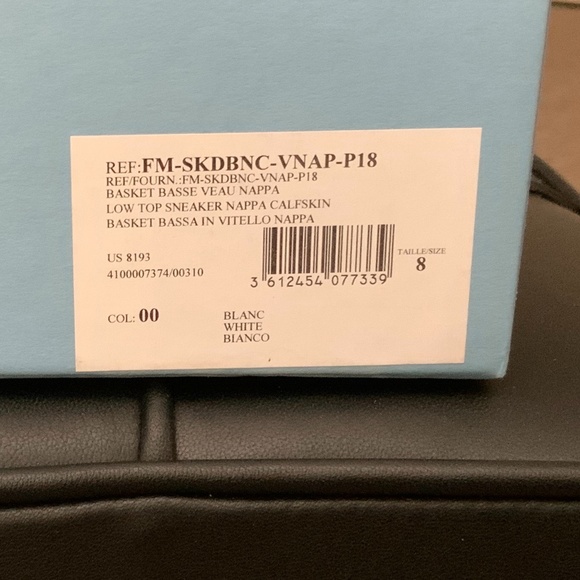 REF:FM-SKDBNC-VNAP-P18
REF/FOURN.:FM-SKDBNC-VNAP-P18
BASKET BASSE VEAU NAPPA
LOW TOP SNEAKER NAPPA CALFSKIN
BASKET BASSA IN VITELLO NAPPA
US 8193
4100007374/00310
3 612454 077339
TAILLE/SIZE
8
COL: 00
BLANC
WHITE
BIANCO